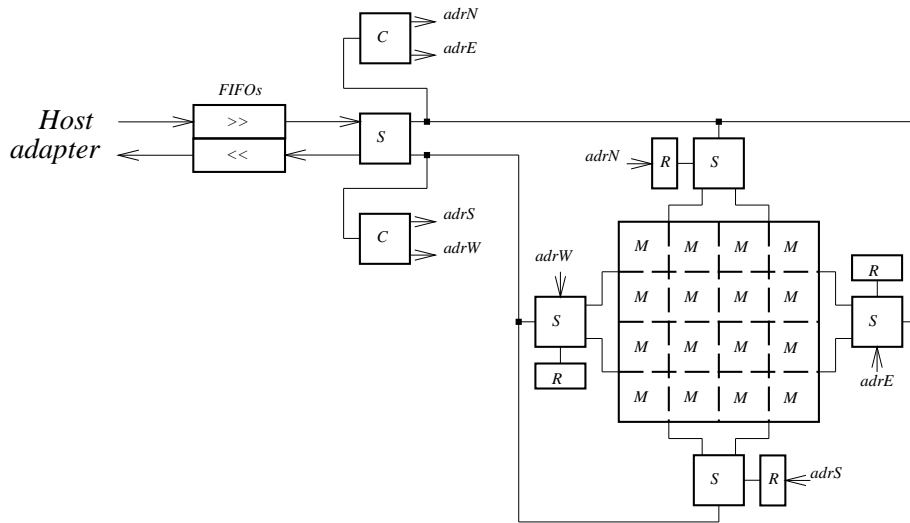 adrN
C
adrE
FIFOs
Host
adapter
>>
<<
S
adrN
R
S
adrS
C
adrW
M M M M
adrW
R
M M M M
S
S
M M M M
R
adrE
M M M M
S
R
adrS